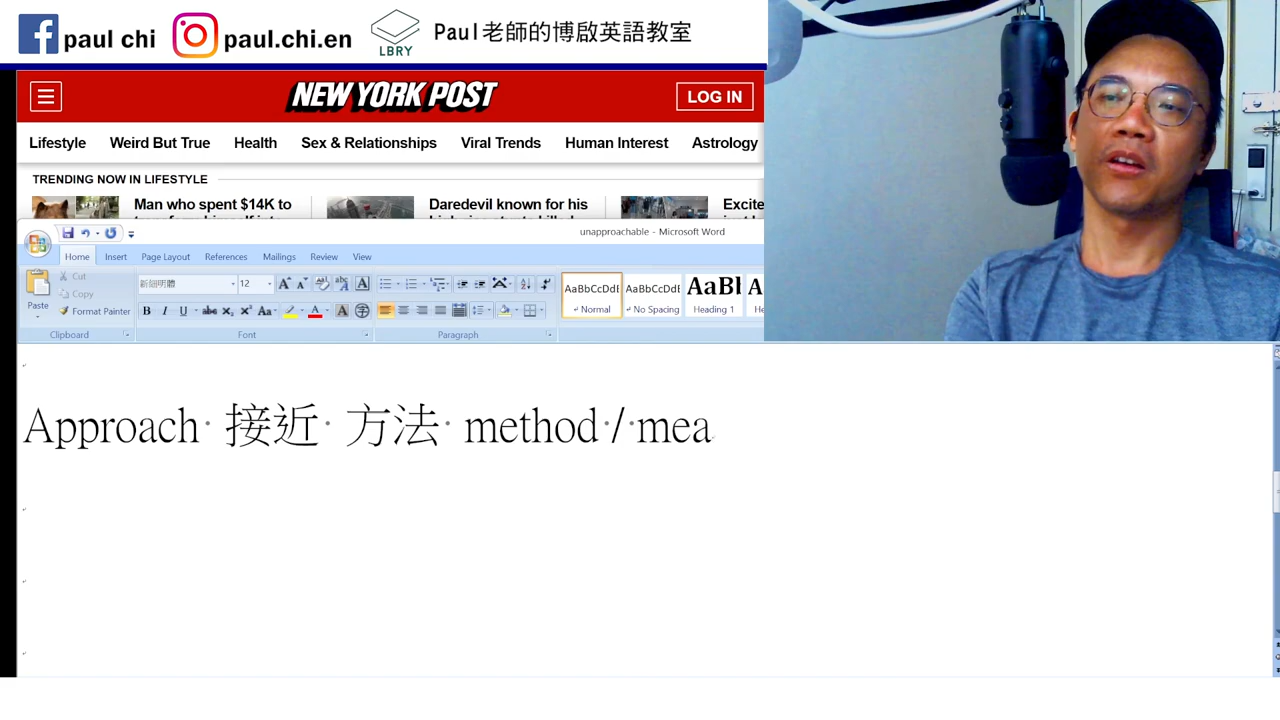 paul chi
paul.chi.en
LBRY
Paul老師的博啟英語教室
NEW YORK POST
LOG IN
Lifestyle Weird But True Health Sex & Relationships Viral Trends Human Interest Astrology
TRENDING NOW IN LIFESTYLE
Man who spent $14K to
Daredevil known for his
Excite
unapproachable - Microsoft Word
Home Insert Page Layout References Mailings Review View
Cut
Copy
Format Painter
Paste
新細明體 12
AaBbCcDdE AaBbCcDdE AaBbl
Normal No Spacing Heading 1
Clipboard Font Paragraph
Approach 接近 方法 method / mea